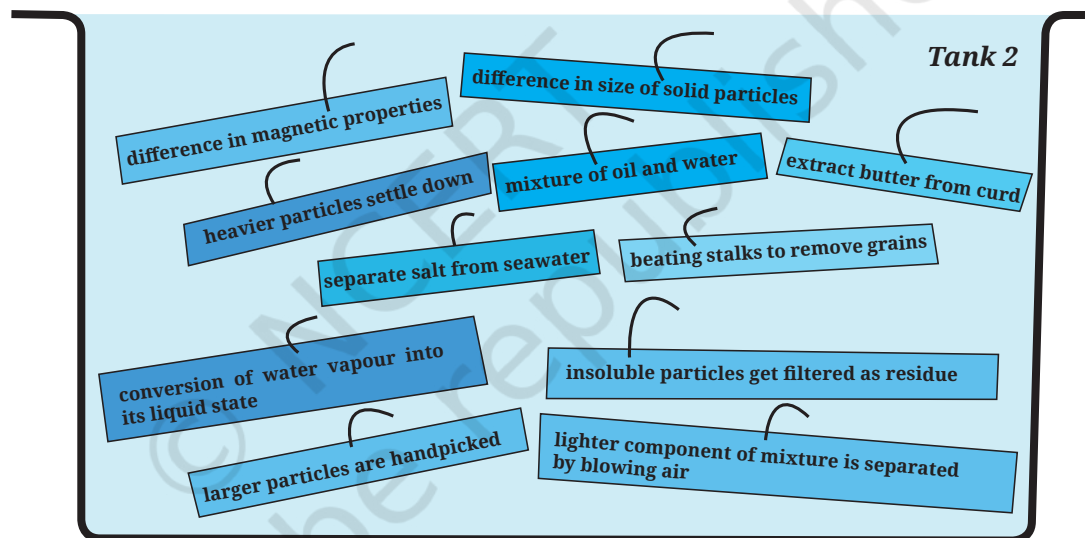 Tank 2
difference in size of solid particles
difference in magnetic properties
mixture of oil and water
extract butter from curd
heavier particles settle down
beating stalks to remove grains
separate salt from seawater
conversion of water vapour into
its liquid state
insoluble particles get filtered as residue
larger particles are handpicked
lighter component of mixture is separated
by blowing air
© NCERT
be republishe